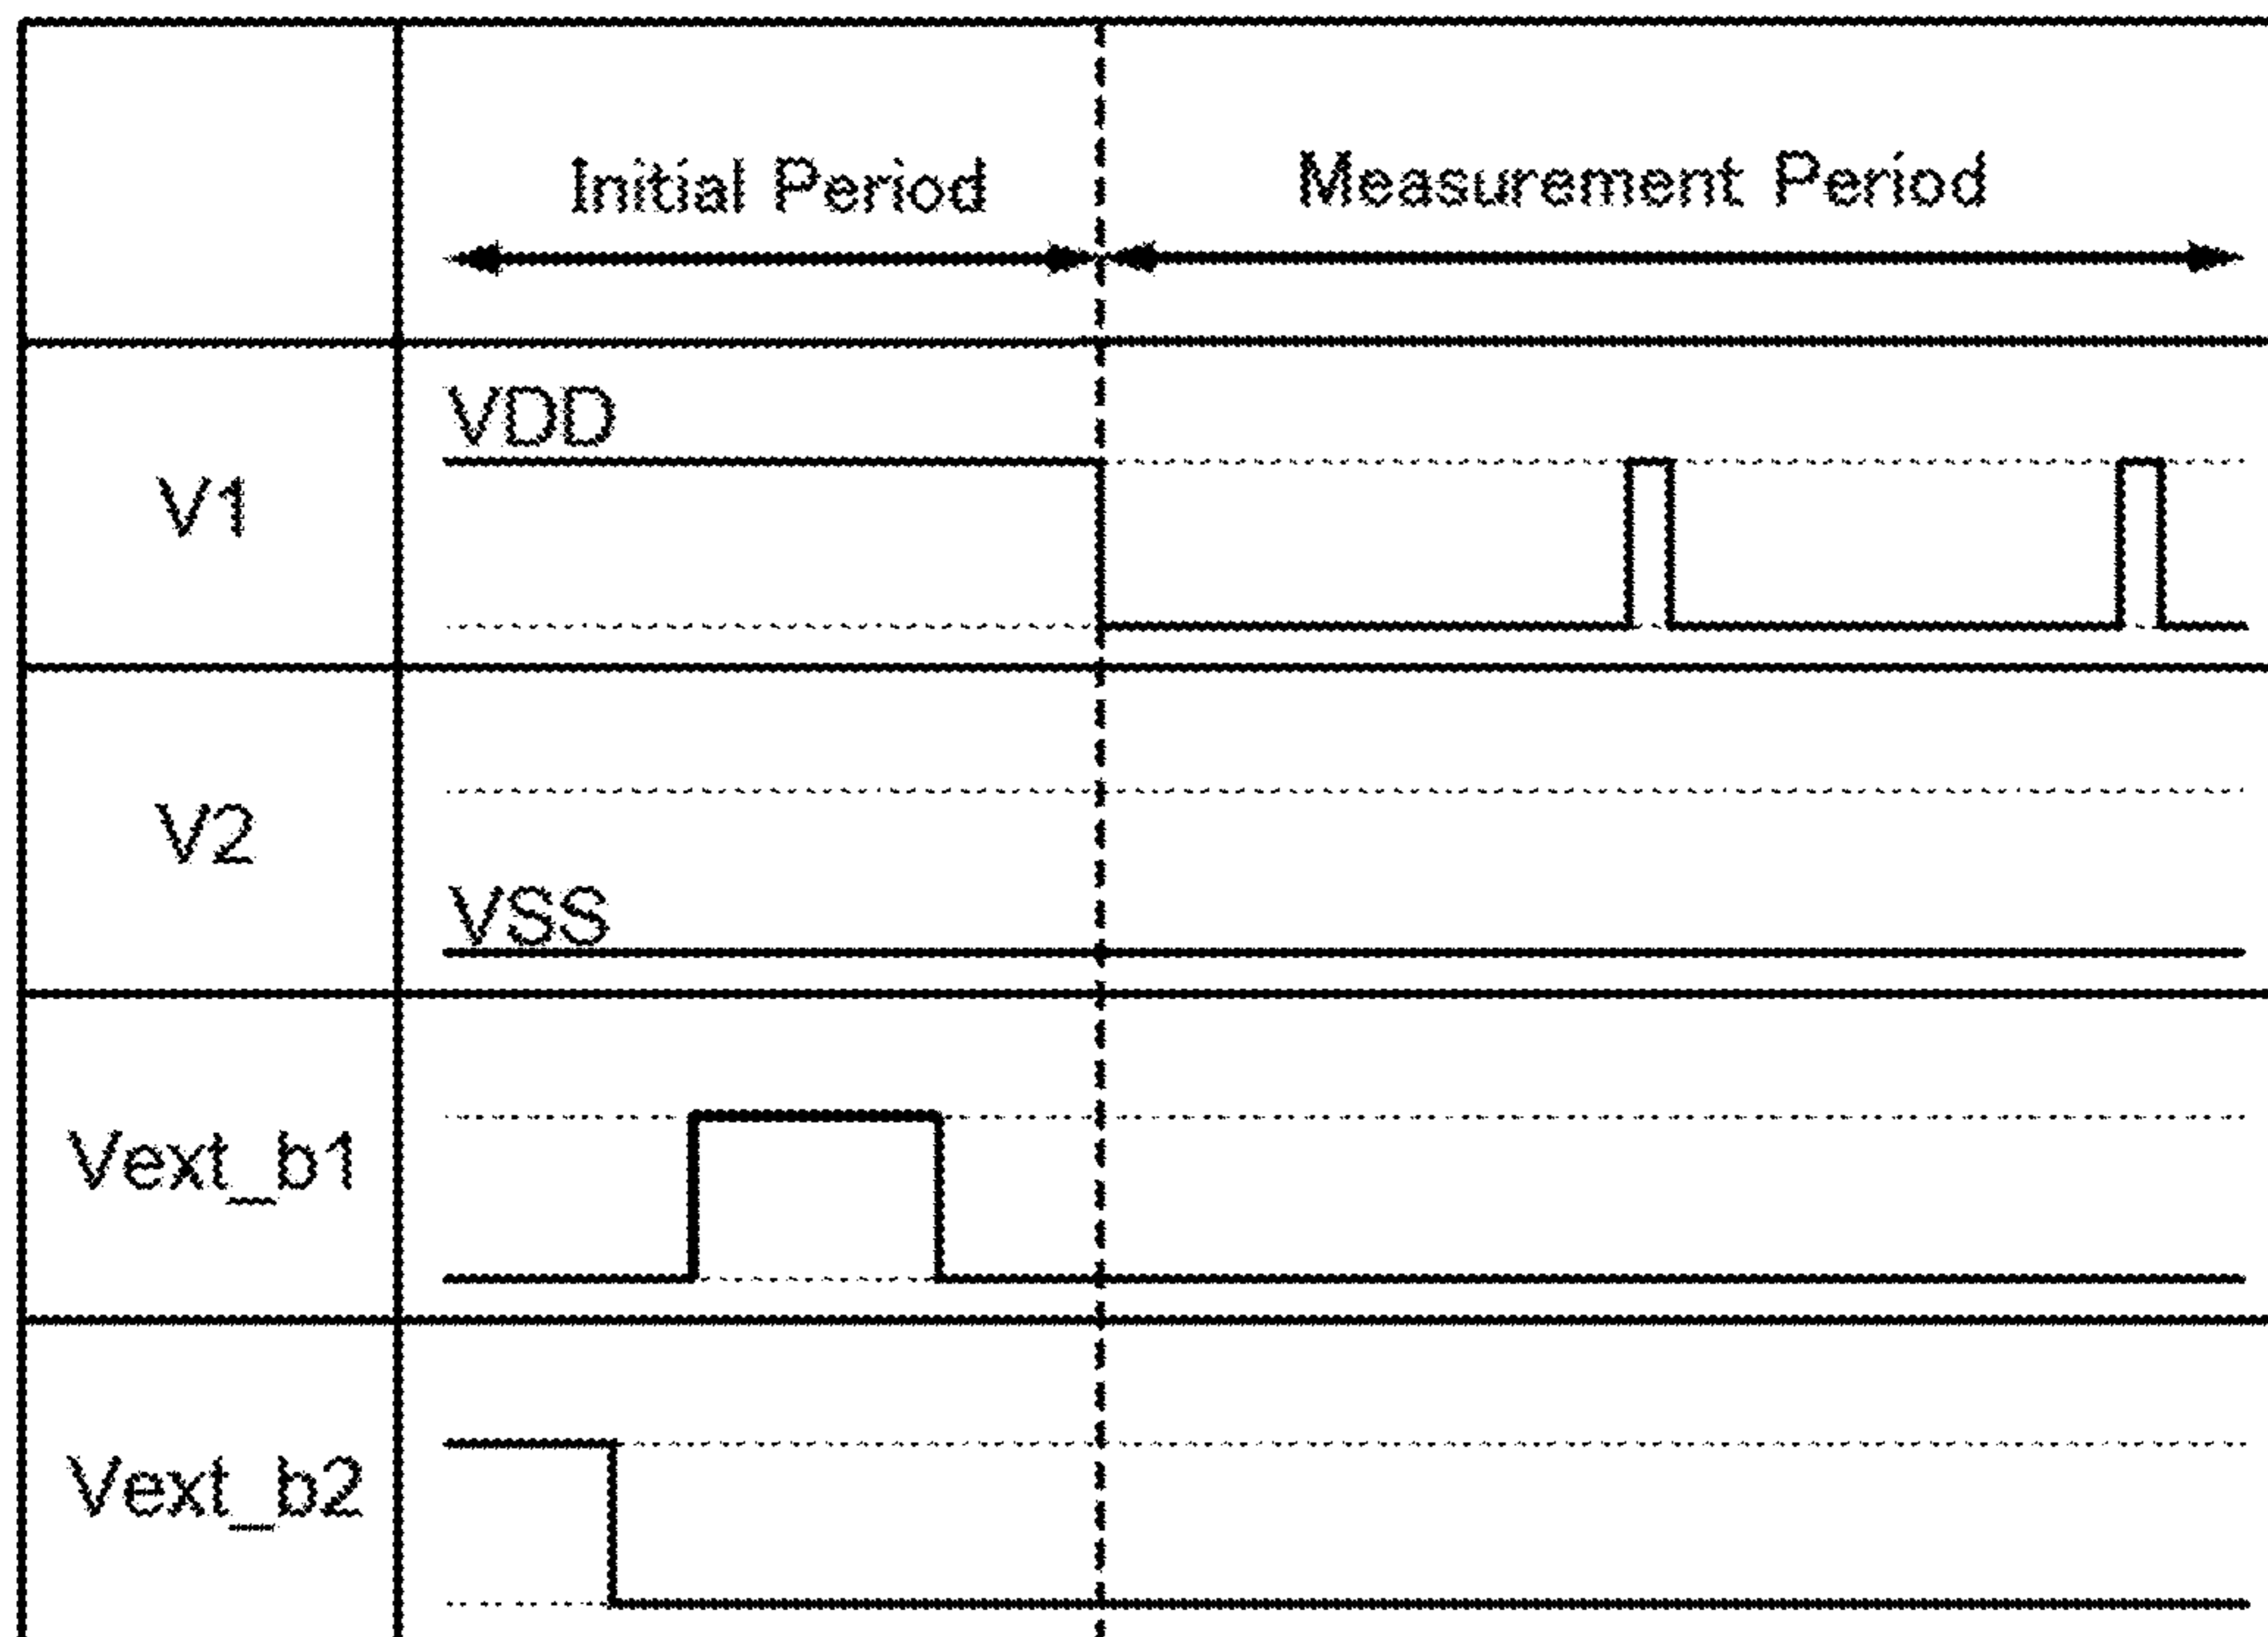 Initial Period
Measurement Period
VDD
V1
V2
VSS
Vext_b1
Vext_b2